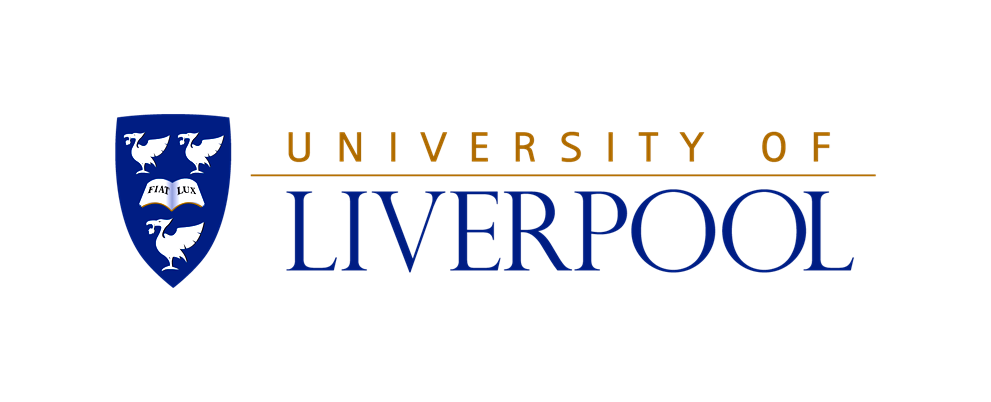 FIAT LUX
UNIVERSITY OF
LIVERPOOL